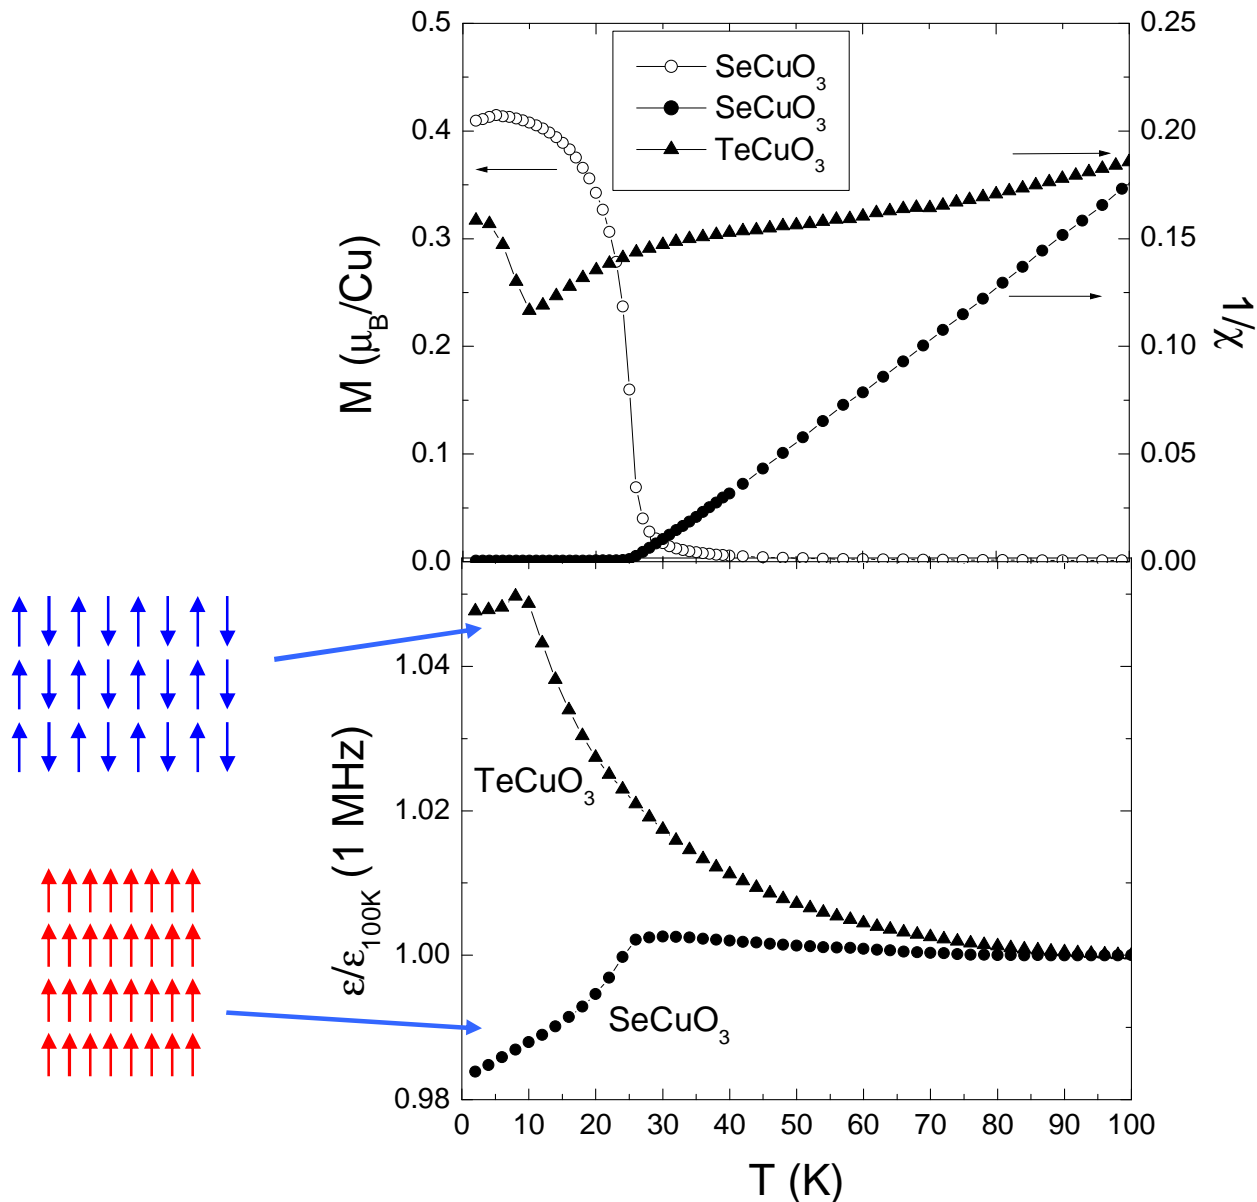 0.5
0.4
0.3
0.2
0.1
0.0
M (μ_B/Cu)
SeCuO₃
SeCuO₃
TeCuO₃
0.25
0.20
0.15
0.10
0.05
0.00
1/χ
1.04
1.02
1.00
0.98
ε/ε₁₀₀K (1 MHz)
TeCuO₃
SeCuO₃
0 10 20 30 40 50 60 70 80 90 100
T (K)